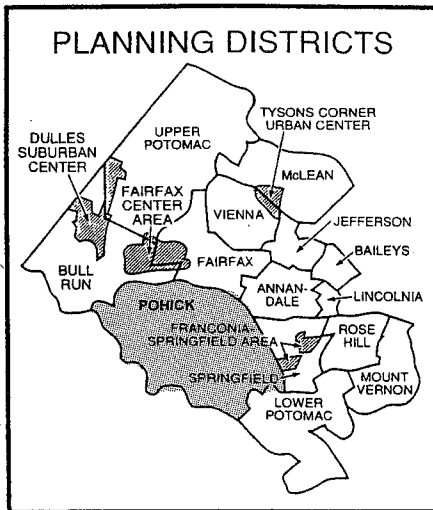 PLANNING DISTRICTS
UPPER
POTOMAC
TYSONS CORNER
URBAN CENTER
DULLES
SUBURBAN
CENTER
McLEAN
FAIRFAX
CENTER
AREA
VIENNA
JEFFERSON
BAILEYS
BULL
RUN
FAIRFAX
ANNAN-
DALE
LINCOLNIA
POHICK
FRANCONIA-
SPRINGFIELD AREA
ROSE
HILL
SPRINGFIELD
MOUNT
VERNON
LOWER
POTOMAC